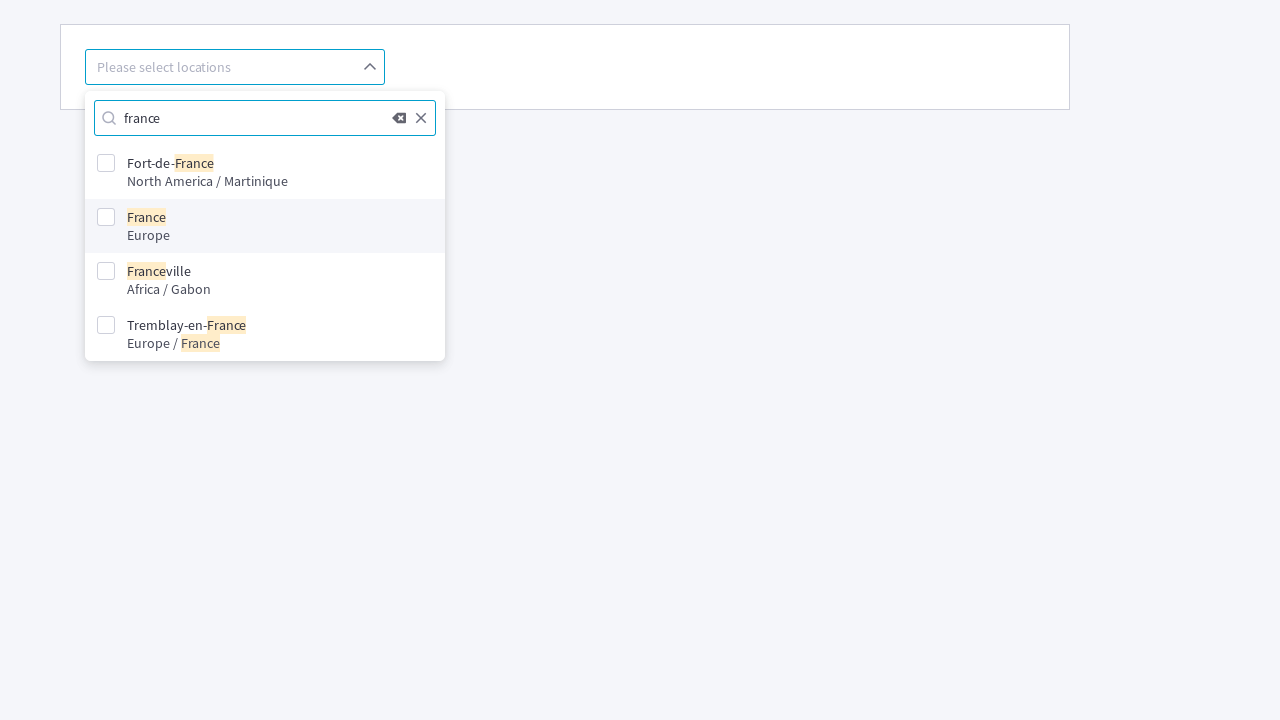 Please select locations
france
Fort-de-France
North America / Martinique
France
Europe
Franceville
Africa / Gabon
Tremblay-en-France
Europe / France